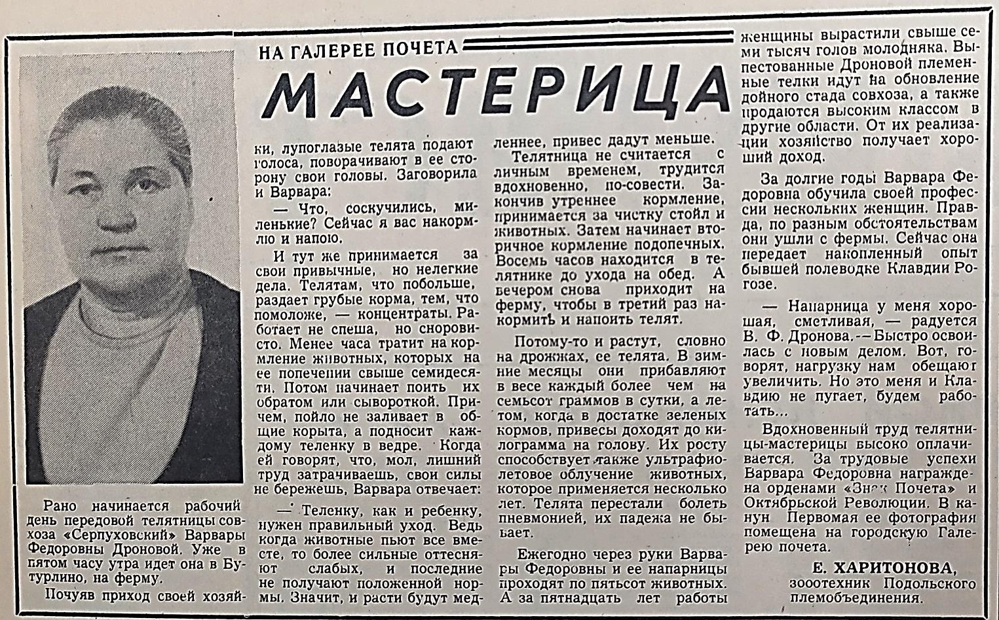 НА ГАЛЕРЕЕ ПОЧЕТА
МАСТЕРИЦА
Рано начинается рабочий
день передовой телятницы сов-
хоза «Серпуховский» Варвары
Федоровны Дроновой. Уже в
пятом часу утра идет она в Бу-
турлино, на ферму.
Почуяв приход своей хозяй-
ки, лупоглазые телята подают
голоса, поворачивают в ее сто-
рону свои головы. Заговорила
и Варвара:
— Что, соскучились, ми-
ленькие? Сейчас я вас накорм-
лю и напою.
И тут же принимается за
свои привычные, но нелегкие
дела. Телятам, что побольше,
раздает грубые корма, тем, что
помоложе, — концентраты. Ра-
ботает не спеша, но сноровис-
то. Менее часа тратит на кор-
мление животных, которых на
ее попечении свыше семидеся-
ти. Потом начинает поить их
обратом или сывороткой. При-
чем, пойло не заливает в об-
щие корыта, а подносит каж-
дому теленку в ведре. Когда
ей говорят, что, мол, лишний
труд затрачиваешь, свои силы
не бережешь, Варвара отвечает:
— Теленку, как и ребенку,
нужен правильный уход. Ведь
когда животные пьют все вме-
сте, то более сильные оттесня-
ют слабых, и последние
не получают положенной нор-
мы. Значит, и расти будут мед-
леннее, привес дадут меньше.
Телятница не считается с
личным временем, трудится
вдохновенно, по-совести. За-
кончив утреннее кормление,
принимается за чистку стойл и
животных. Затем начинает вто-
ричное кормление подопечных.
Восемь часов находится в те-
лятнике до ухода на обед. А
вечером снова приходит на
ферму, чтобы в третий раз на-
кормить и напоить телят.
Потому-то и растут, словно
на дрожжах, ее телята. В зим-
ние месяцы они прибавляют
в весе каждый более чем на
семьсот граммов в сутки, а ле-
том, когда в достатке зеленых
кормов, привесы доходят до ки-
лограмма на голову. Их росту
способствует также ультрафио-
летовое облучение животных,
которое применяется несколько
лет. Телята перестали болеть
пневмонией, их падежа не бы-
вает.
Ежегодно через руки Варва-
ры Федоровны и ее напарницы
проходят по пятьсот животных.
А за пятнадцать лет работы
женщины вырастили свыше се-
ми тысяч голов молодняка. Вы-
пестованные Дроновой племен-
ные телки идут на обновление
дойного стада совхоза, а также
продаются высоким классом в
другие области. От их реализа-
ции хозяйство получает хоро-
ший доход.
За долгие годы Варвара Фе-
доровна обучила своей профес-
сии нескольких женщин. Прав-
да, по разным обстоятельствам
они ушли с фермы. Сейчас она
передает накопленный опыт
бывшей полеводке Клавдии Ро-
гозе.
— Напарница у меня хоро-
шая, сметливая, — радуется
В. Ф. Дронова. — Быстро освои-
лась с новым делом. Вот, го-
ворят, нагрузку нам обещают
увеличить. Но это меня и Кла-
вдию не пугает, будем рабо-
тать...
Вдохновенный труд телятни-
цы-мастерицы высоко оплачи-
вается. За трудовые успехи
Варвара Федоровна награжде-
на орденами «Знак Почета» и
Октябрьской Революции. В ка-
нун Первомая ее фотография
помещена на городскую Гале-
рею почета.
Е. ХАРИТОНОВА,
зооотехник Подольского
племобъединения.